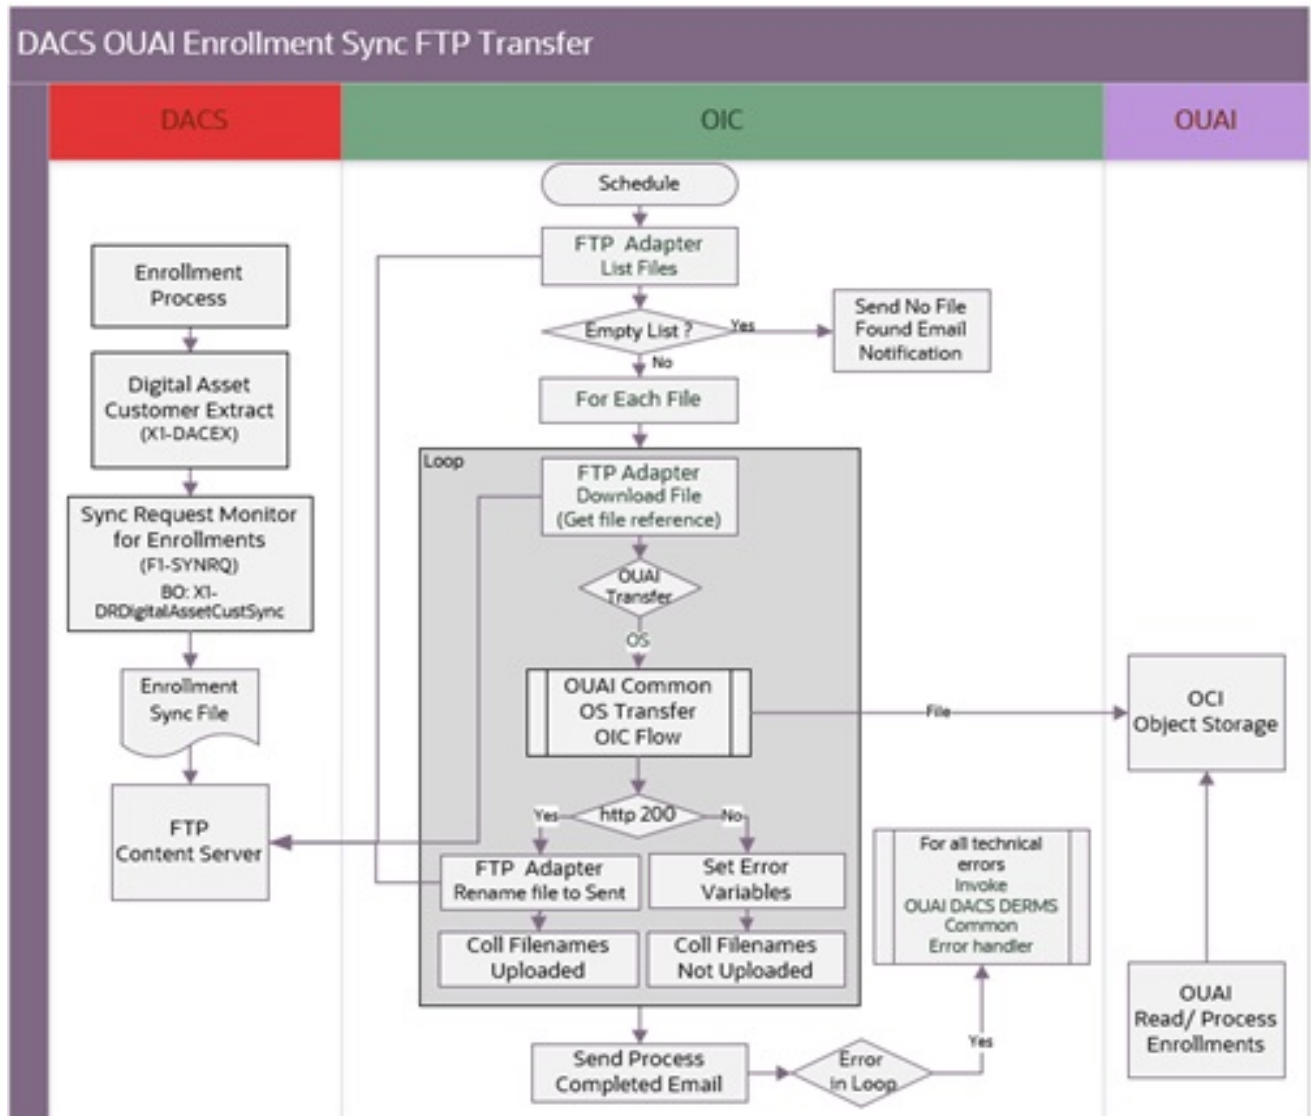 DACS OUAI Enrollment Sync FTP Transfer
DACS
OIC
OUAI
Enrollment
Process
Digital Asset
Customer Extract
(X1-DACEX)
Sync Request Monitor
for Enrollments
(F1-SYNRQ)
BO: X1-
DRDigitalAssetCustSync
Enrollment
Sync File
FTP
Content Server
Schedule
FTP Adapter
List Files
Empty List ?
Yes
Send No File
Found Email
Notification
No
For Each File
Loop
FTP Adapter
Download File
(Get file reference)
OUAI
Transfer
OS
OUAI Common
OS Transfer
OIC Flow
File
http 200
Yes
No
FTP Adapter
Rename file to Sent
Set Error
Variables
Coll Filenames
Uploaded
Coll Filenames
Not Uploaded
Send Process
Completed Email
Error
in Loop
Yes
For all technical
errors
Invoke
OUAI DACS DERMS
Common
Error handler
OCI
Object Storage
OUAI
Read/ Process
Enrollments